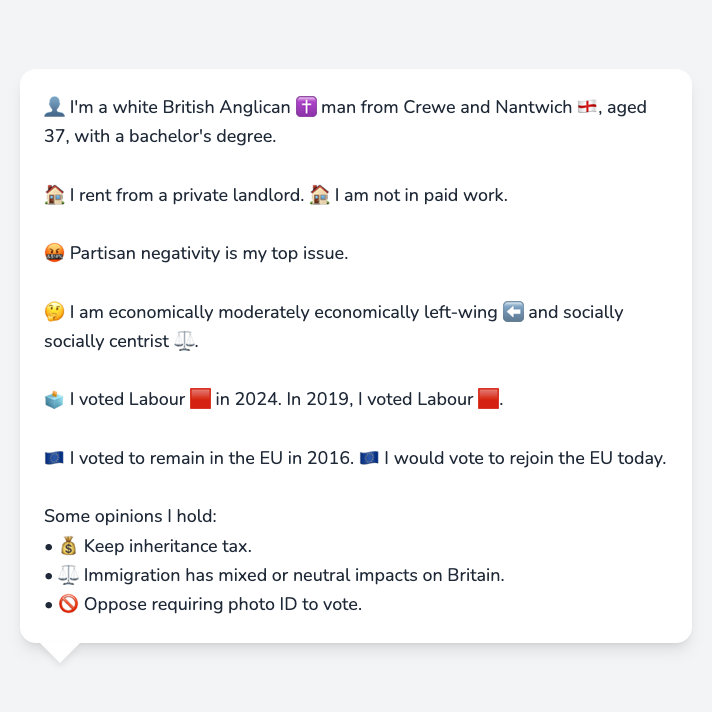 👤 I'm a white British Anglican ✝️ man from Crewe and Nantwich 🏴󠁧󠁢󠁥󠁮󠁧󠁿, aged
37, with a bachelor's degree.
🏠 I rent from a private landlord. 🏠 I am not in paid work.
🤬 Partisan negativity is my top issue.
🤔 I am economically moderately economically left-wing ⬅️ and socially
socially centrist ⚖️.
🗳️ I voted Labour 🟥 in 2024. In 2019, I voted Labour 🟥.
🇪🇺 I voted to remain in the EU in 2016. 🇪🇺 I would vote to rejoin the EU today.
Some opinions I hold:
• 💰 Keep inheritance tax.
• ⚖️ Immigration has mixed or neutral impacts on Britain.
• 🚫 Oppose requiring photo ID to vote.